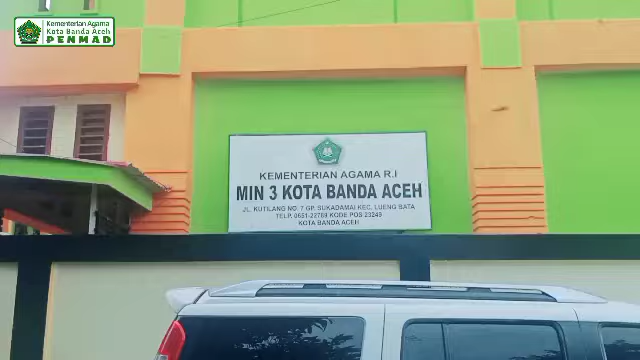 Kementerian Agama
Kota Banda Aceh
PENMAD
KEMENTERIAN AGAMA R.I
MIN 3 KOTA BANDA ACEH
JL. KUTILANG NO. 7 GP. SUKADAMAI KEC. LUENG BATA
TELP. 0651-22789 KODE POS 23249
KOTA BANDA ACEH